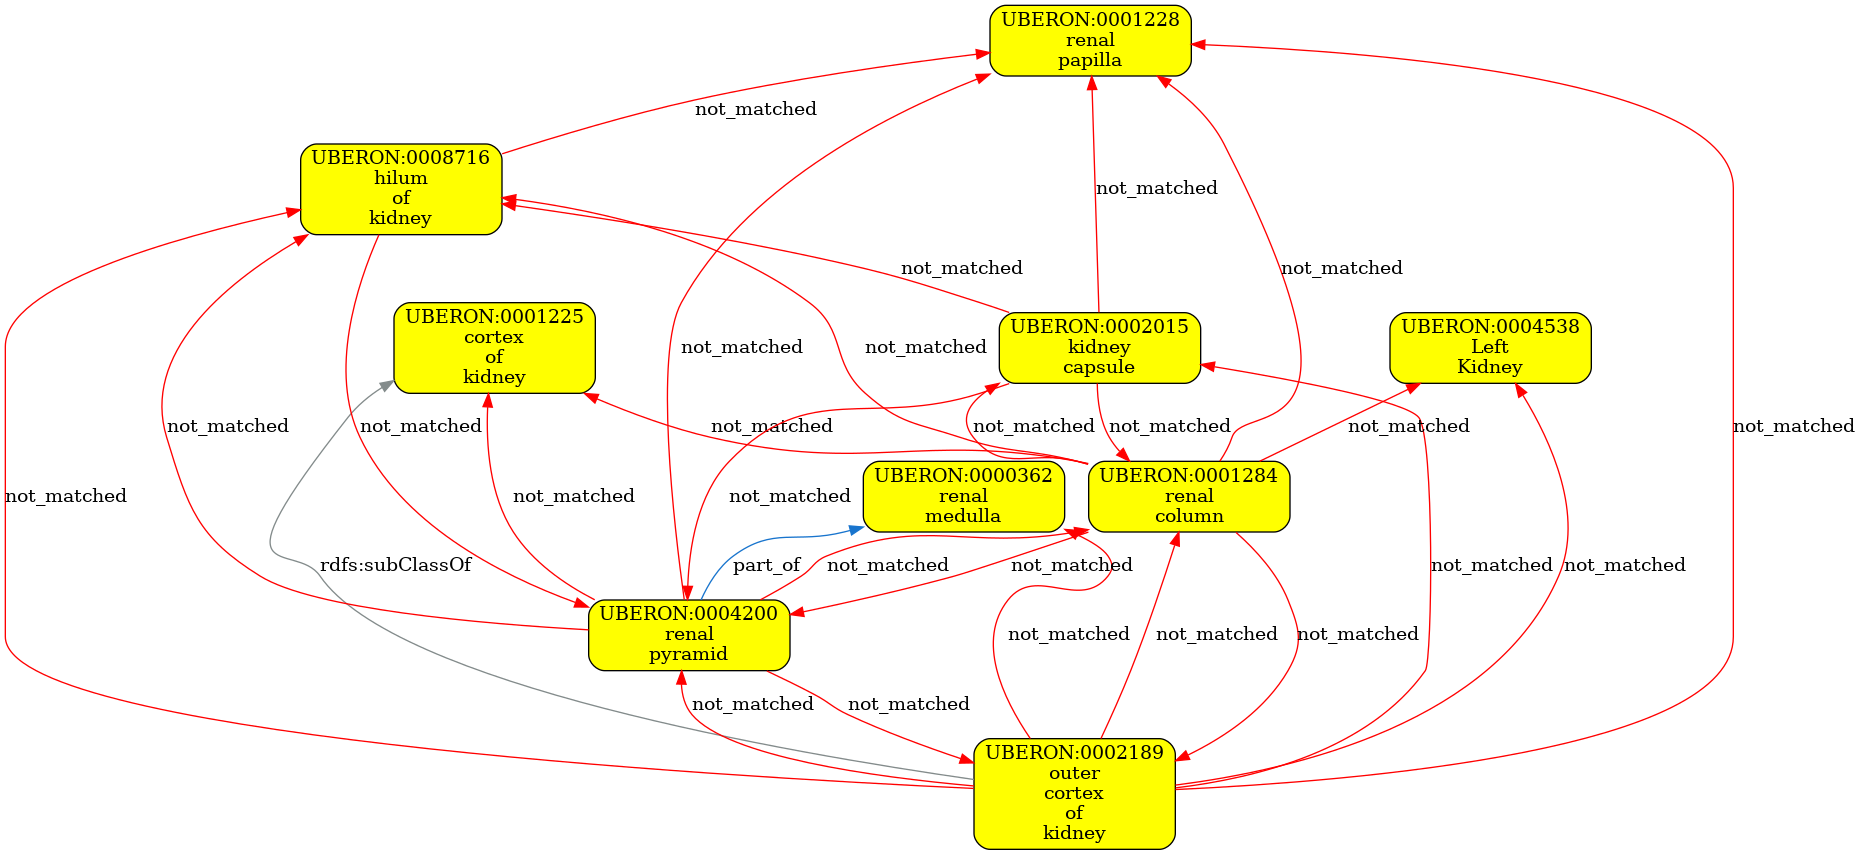 UBERON:0001228
renal
papilla
not_matched
UBERON:0008716
hilum
of
kidney
not_matched
not_matched
not_matched
UBERON:0001225
cortex
of
kidney
UBERON:0002015
kidney
capsule
UBERON:0004538
Left
Kidney
not_matched
not_matched
not_matched
not_matched
not_matched
not_matched
not_matched
not_matched
not_matched
UBERON:0000362
renal
medulla
UBERON:0001284
renal
column
not_matched
not_matched
not_matched
rdfs:subClassOf
part_of
not_matched
not_matched
not_matched
not_matched
UBERON:0004200
renal
pyramid
not_matched
not_matched
not_matched
not_matched
not_matched
UBERON:0002189
outer
cortex
of
kidney